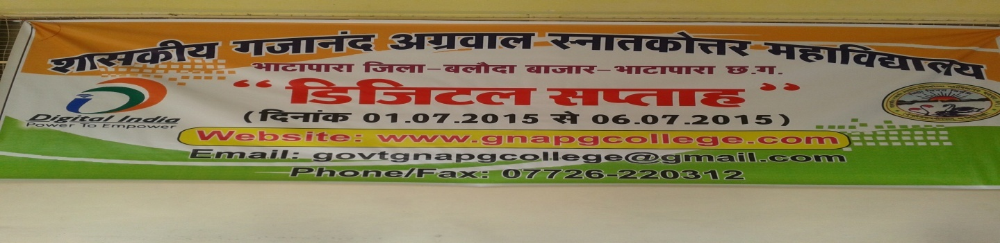 शासकीय गजानंद अग्रवाल स्नातकोत्तर महाविद्यालय
भाटापारा जिला-बलौदा बाजार-भाटापारा छ.ग.
“ डिजिटल सप्ताह ”
(दिनांक 01.07.2015 से 06.07.2015)
Digital India
Power To Empower
Website: www.gnapgcollege.com
Email: govtgnapgcollege@gmail.com
Phone/Fax: 07726-220312